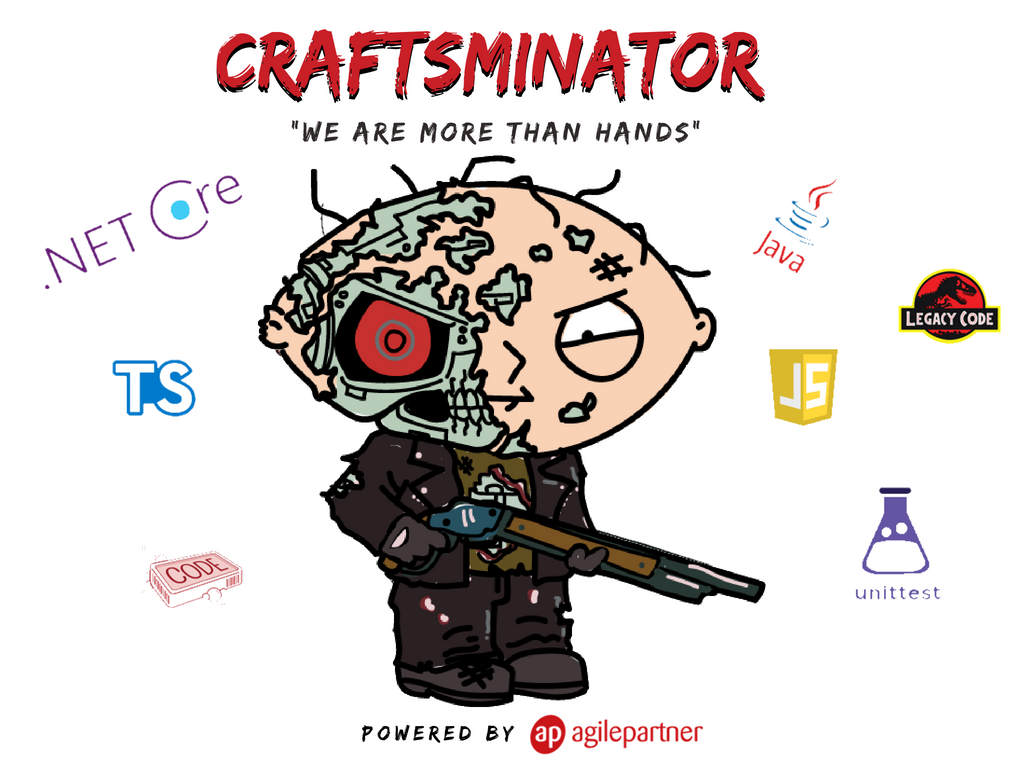 CRAFTSMINATOR
"WE ARE MORE THAN HANDS"
.NET Core
Java
LEGACY CODE
TS
JS
CODE
unittest
POWERED BY ap agilepartner